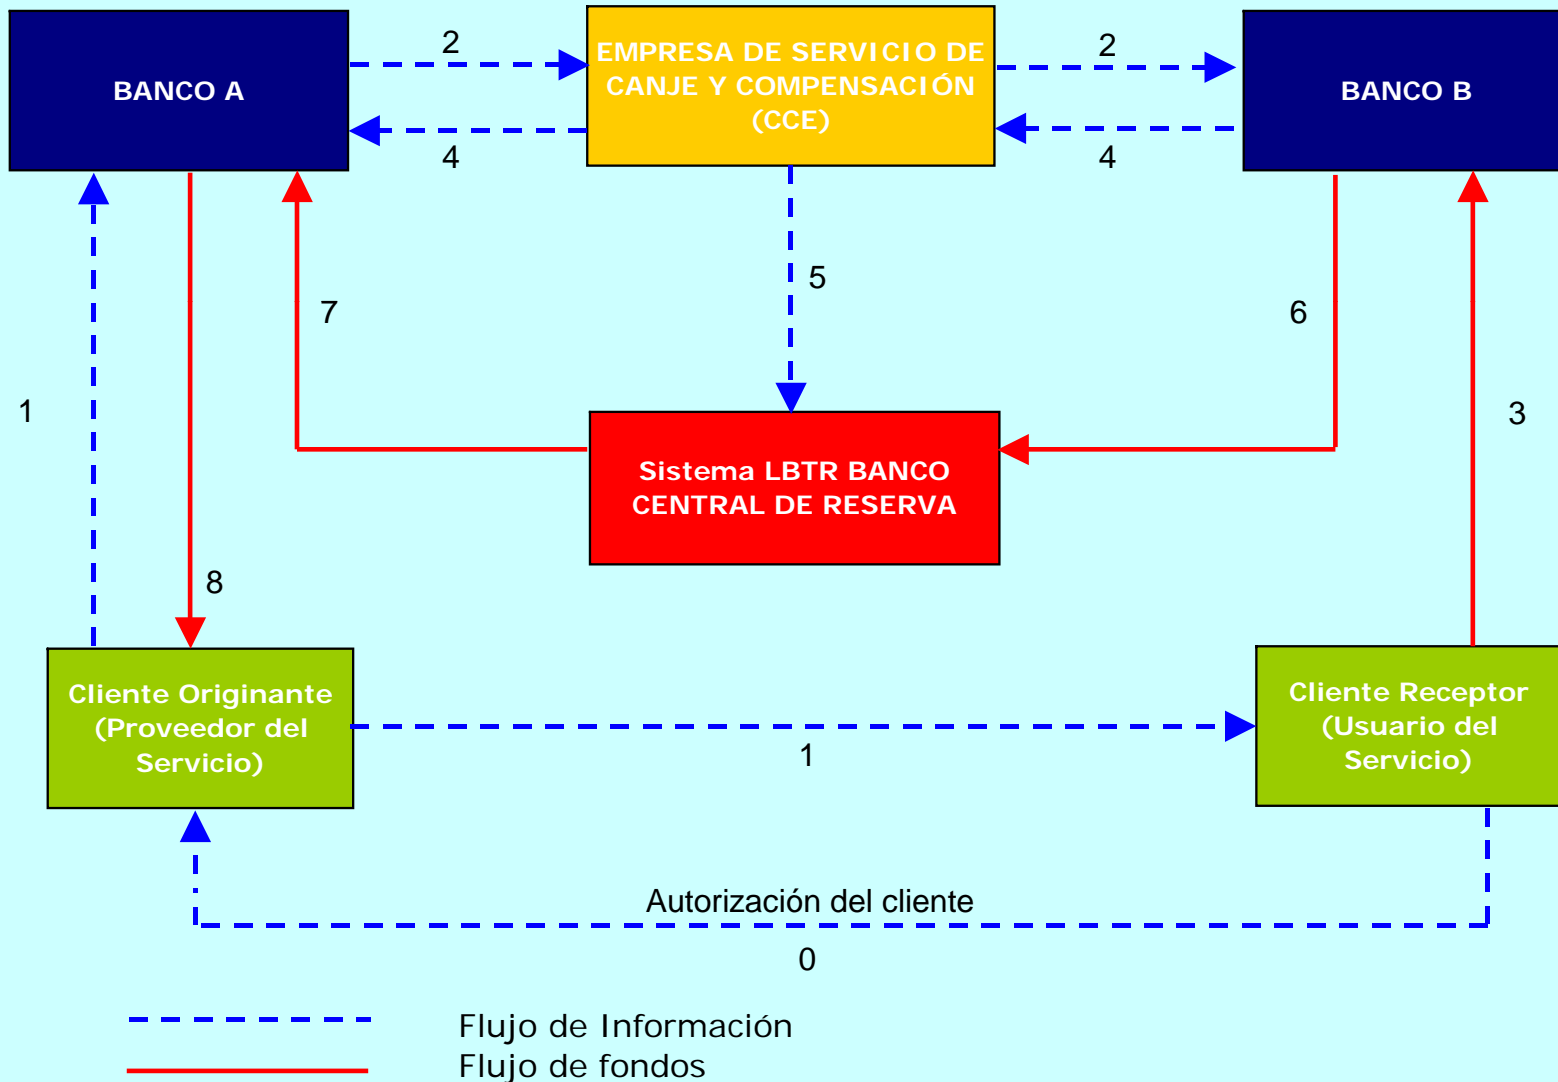 BANCO A
2
EMPRESA DE SERVICIO DE
CANJE Y COMPENSACIÓN
(CCE)
2
BANCO B
4
4
5
7
6
1
3
Sistema LBTR BANCO
CENTRAL DE RESERVA
8
Cliente Originante
(Proveedor del
Servicio)
1
Cliente Receptor
(Usuario del
Servicio)
Autorización del cliente
0
Flujo de Información
Flujo de fondos